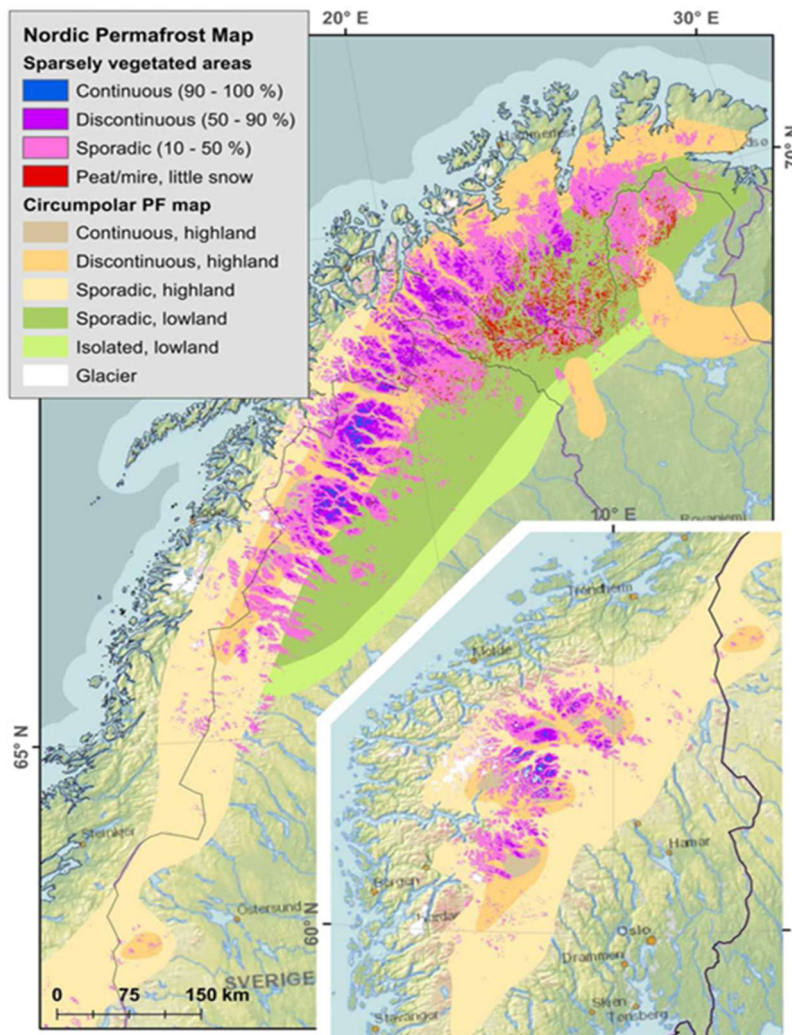 20° E
30° E
Nordic Permafrost Map
Sparsely vegetated areas
Continuous (90 - 100 %)
Discontinuous (50 - 90 %)
Sporadic (10 - 50 %)
Peat/mire, little snow
Circumpolar PF map
Continuous, highland
Discontinuous, highland
Sporadic, highland
Sporadic, lowland
Isolated, lowland
Glacier
Hammerfest
70° N
10° E
Rovaniemi
Trondheim
Molde
65° N
Steinkjer
Hamar
Bergen
Östersund
60° N
Oslo
Drammen
SVERIGE
Skien
Tønsberg
Stavanger
0 75 150 km